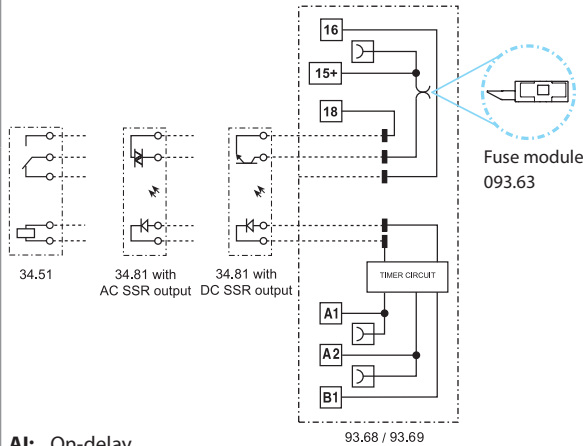 16
15+
18
Fuse module
093.63
34.51
34.81 with
AC SSR output
34.81 with
DC SSR output
TIMER CIRCUIT
A1
A2
B1
93.68 / 93.69
AI: On-delay